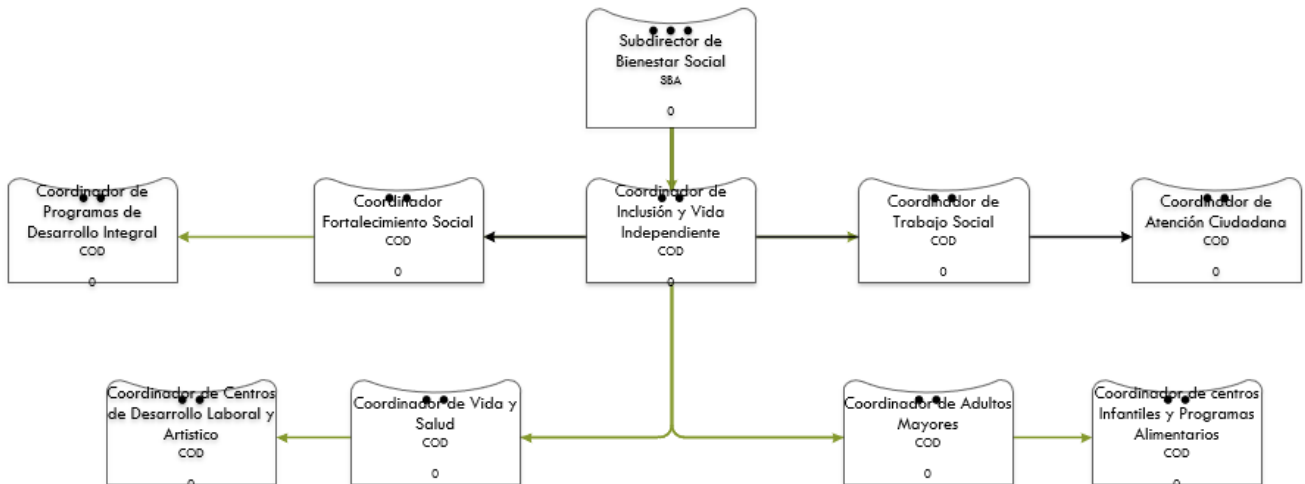 Subdirector de
Bienestar Social
SBA
0
Coordinador de
Programas de
Desarrollo Integral
COD
0
Coordinador
Fortalecimiento Social
COD
0
Coordinador de
Inclusión y Vida
Independiente
COD
0
Coordinador de
Trabajo Social
COD
0
Coordinador de
Atención Ciudadana
COD
0
Coordinador de Centros
de Desarrollo Laboral y
Artistico
COD
0
Coordinador de Vida y
Salud
COD
0
Coordinador de Adultos
Mayores
COD
0
Coordinador de centros
Infantiles y Programas
Alimentarios
COD
0